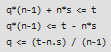 q*(n-1) + n*s <= t
q*(n-1) <= t - n*s
q <= (t-n.s) / (n-1)